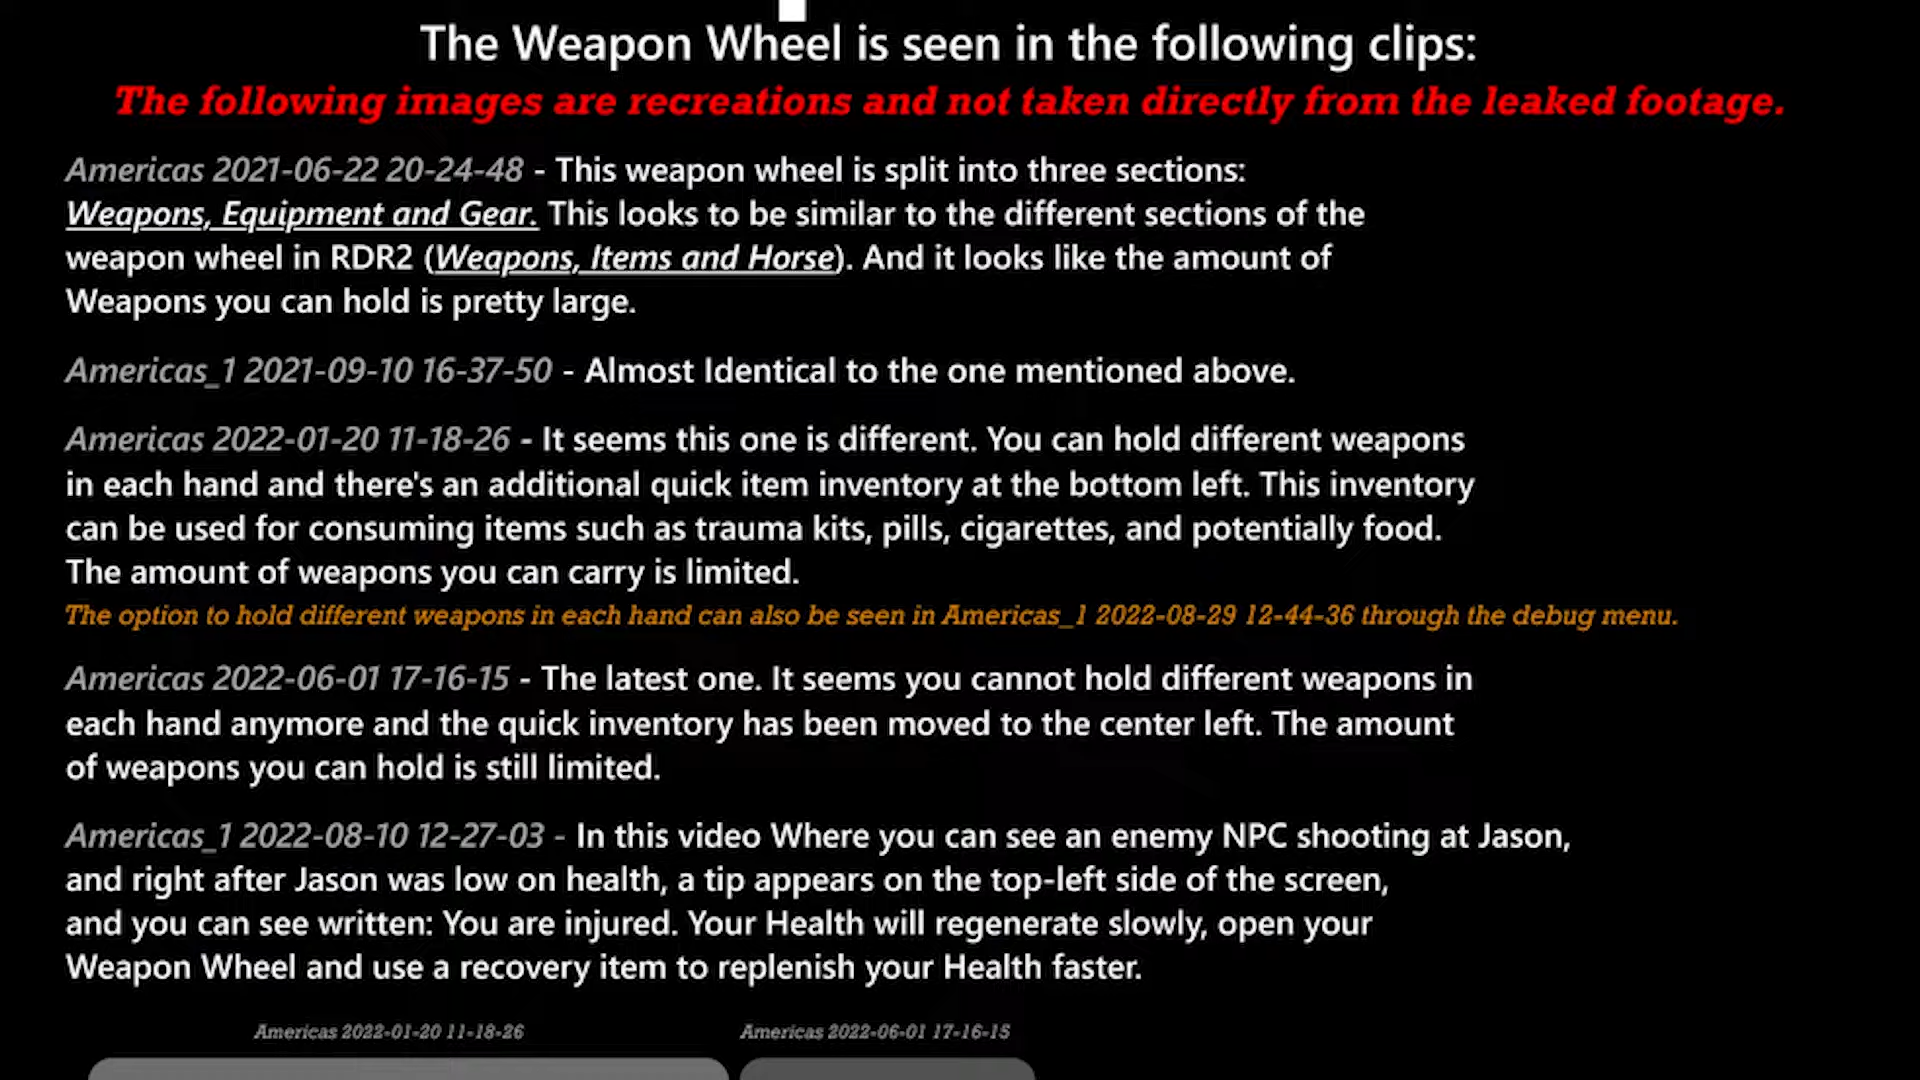 The Weapon Wheel is seen in the following clips:
The following images are recreations and not taken directly from the leaked footage.
Americas 2021-06-22 20-24-48 - This weapon wheel is split into three sections:
Weapons, Equipment and Gear. This looks to be similar to the different sections of the
weapon wheel in RDR2 (Weapons, Items and Horse). And it looks like the amount of
Weapons you can hold is pretty large.
Americas_1 2021-09-10 16-37-50 - Almost Identical to the one mentioned above.
Americas 2022-01-20 11-18-26 - It seems this one is different. You can hold different weapons
in each hand and there's an additional quick item inventory at the bottom left. This inventory
can be used for consuming items such as trauma kits, pills, cigarettes, and potentially food.
The amount of weapons you can carry is limited.
The option to hold different weapons in each hand can also be seen in Americas_1 2022-08-29 12-44-36 through the debug menu.
Americas 2022-06-01 17-16-15 - The latest one. It seems you cannot hold different weapons in
each hand anymore and the quick inventory has been moved to the center left. The amount
of weapons you can hold is still limited.
Americas_1 2022-08-10 12-27-03 - In this video Where you can see an enemy NPC shooting at Jason,
and right after Jason was low on health, a tip appears on the top-left side of the screen,
and you can see written: You are injured. Your Health will regenerate slowly, open your
Weapon Wheel and use a recovery item to replenish your Health faster.
Americas 2022-01-20 11-18-26
Americas 2022-06-01 17-16-15